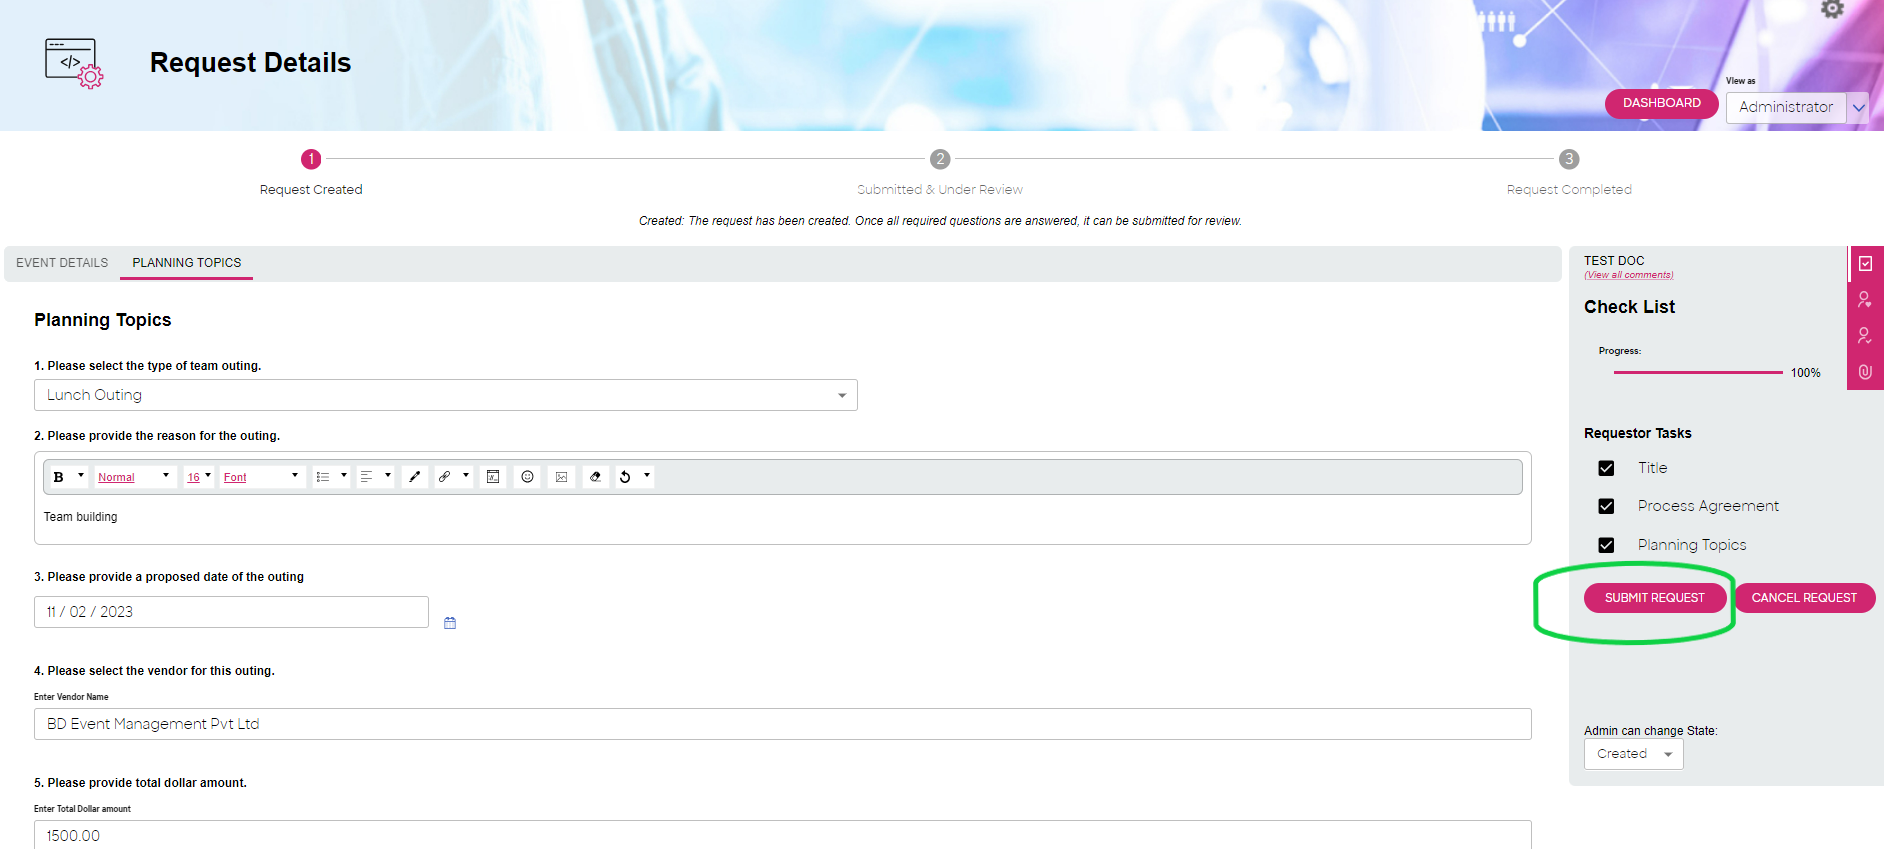 Request Details
View as
DASHBOARD
Administrator
1
2
3
Request Created
Submitted & Under Review
Request Completed
Created: The request has been created. Once all required questions are answered, it can be submitted for review.
EVENT DETAILS
PLANNING TOPICS
Planning Topics
1. Please select the type of team outing.
Lunch Outing
2. Please provide the reason for the outing.
B
Normal
16
Font
Team building
3. Please provide a proposed date of the outing
11 / 02 / 2023
4. Please select the vendor for this outing.
Enter Vendor Name
BD Event Management Pvt Ltd
5. Please provide total dollar amount.
Enter Total Dollar amount
1500.00
TEST DOC
(View all comments)
Check List
Progress:
100%
Requestor Tasks
Title
Process Agreement
Planning Topics
SUBMIT REQUEST
CANCEL REQUEST
Admin can change State:
Created